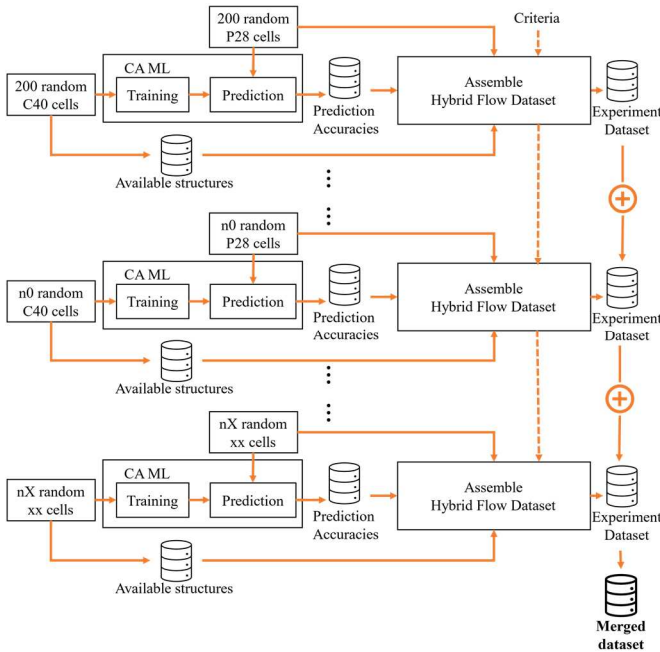 200 random
P28 cells
Criteria
CA ML
200 random
C40 cells
Training
Prediction
Prediction
Accuracies
Assemble
Hybrid Flow Dataset
Experiment
Dataset
Available structures
n0 random
P28 cells
CA ML
n0 random
C40 cells
Training
Prediction
Prediction
Accuracies
Assemble
Hybrid Flow Dataset
Experiment
Dataset
Available structures
nX random
xx cells
CA ML
nX random
xx cells
Training
Prediction
Prediction
Accuracies
Assemble
Hybrid Flow Dataset
Experiment
Dataset
Available structures
Merged
dataset